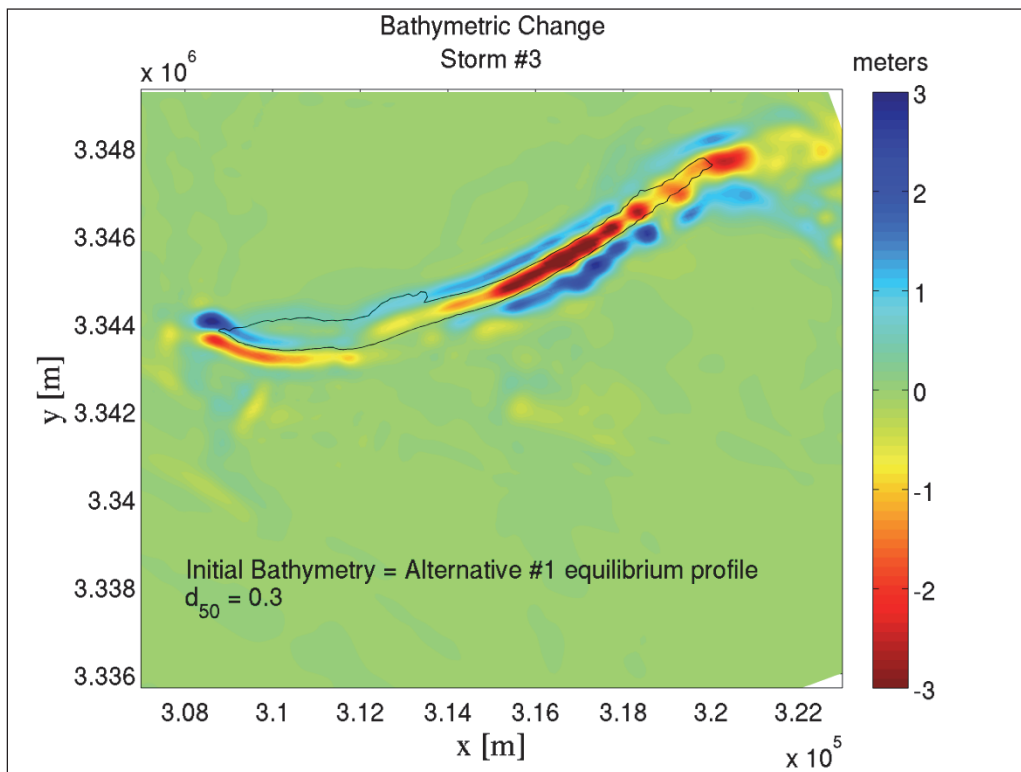 Bathymetric Change
Storm #3
x 10^6
meters
3.348
3.346
3.344
3.342
3.34
3.338
3.336
y [m]
3
2
1
0
-1
-2
-3
Initial Bathymetry = Alternative #1 equilibrium profile
d_50 = 0.3
3.08 3.1 3.12 3.14 3.16 3.18 3.2 3.22
x [m]
x 10^5